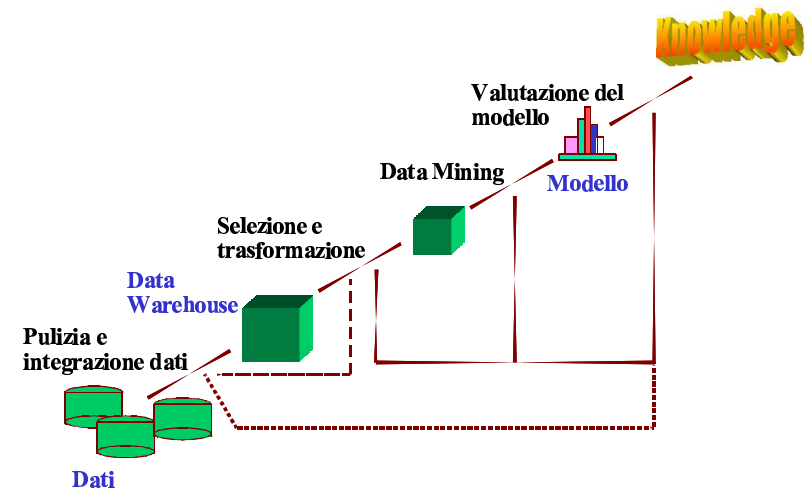 Knowledge
Valutazione del
modello
Modello
Data Mining
Selezione e
trasformazione
Data
Warehouse
Pulizia e
integrazione dati
Dati